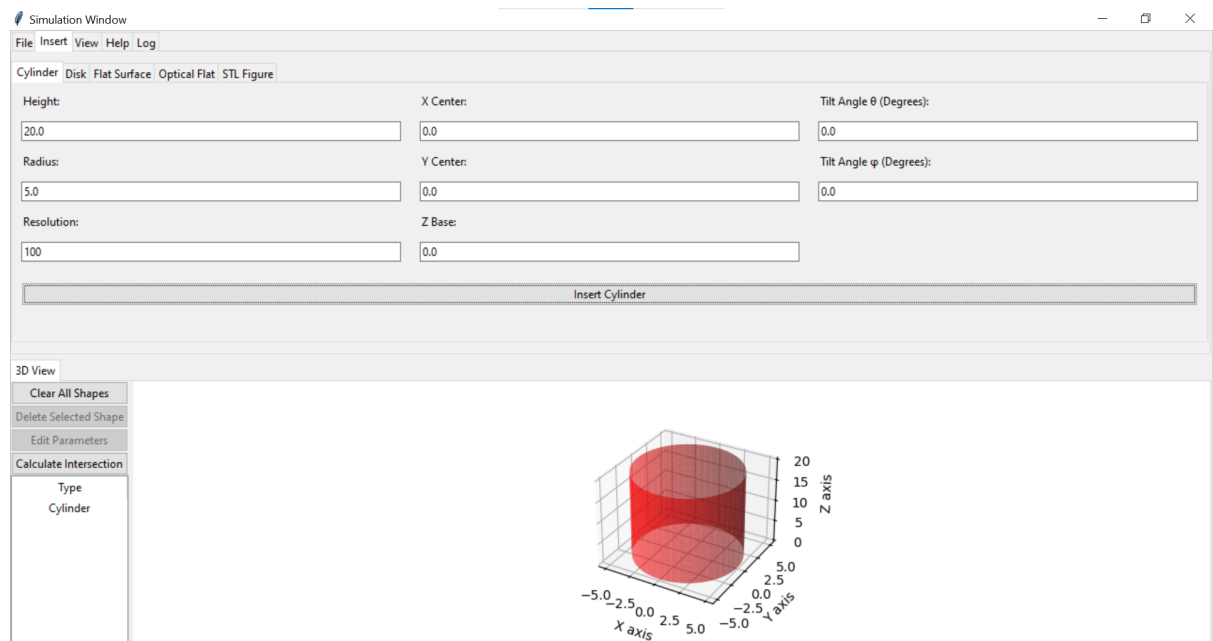 Simulation Window
File Insert View Help Log
Cylinder Disk Flat Surface Optical Flat STL Figure
Height: X Center: Tilt Angle θ (Degrees):
20.0 0.0 0.0
Radius: Y Center: Tilt Angle φ (Degrees):
5.0 0.0 0.0
Resolution: Z Base:
100 0.0
Insert Cylinder
3D View
Clear All Shapes
Delete Selected Shape
Edit Parameters
Calculate Intersection
Type
Cylinder
20
15
10
5
0
Z axis
5.0
2.5
0.0
−2.5
−5.0
Y axis
−5.0
−2.5
0.0
2.5
5.0
X axis